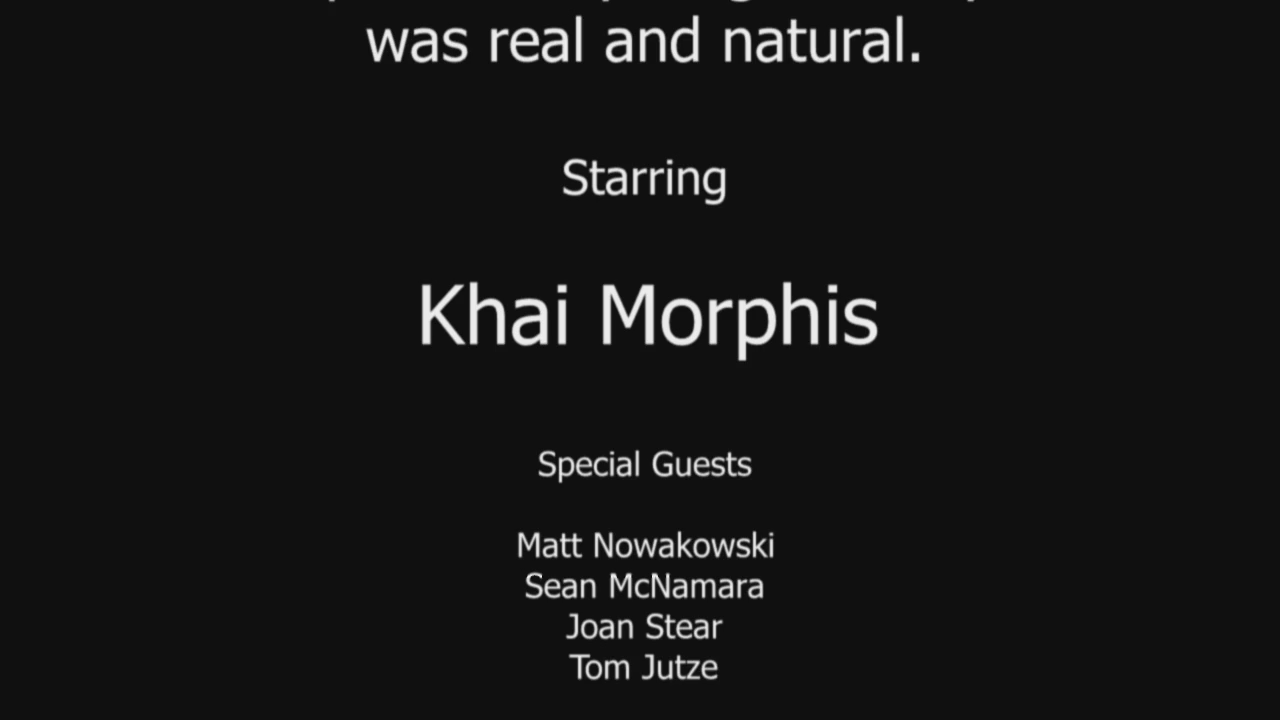 was real and natural.
Starring
Khai Morphis
Special Guests
Matt Nowakowski
Sean McNamara
Joan Stear
Tom Jutze